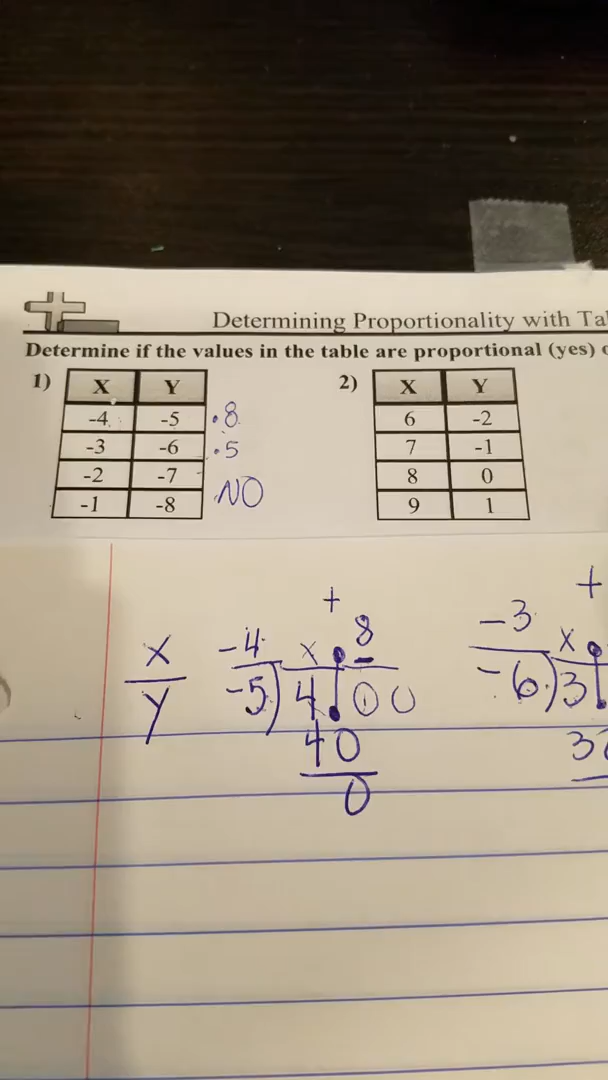 Determining Proportionality with Ta
Determine if the values in the table are proportional (yes)
1)
X Y
-4 -5 .8
-3 -6 .5
-2 -7 NO
-1 -8
2)
X Y
6 -2
7 -1
8 0
9 1
+
x . 8
X/Y -4/-5 ) 4.00
40
0
+
-3/-6 ) 3.
x .
3